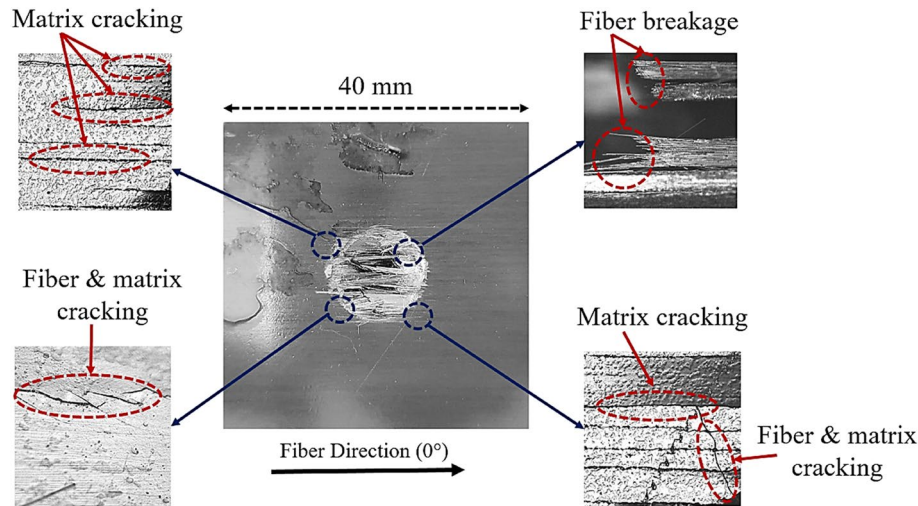 Matrix cracking
Fiber breakage
40 mm
Fiber & matrix
cracking
Matrix cracking
Fiber & matrix
cracking
Fiber Direction (0°)